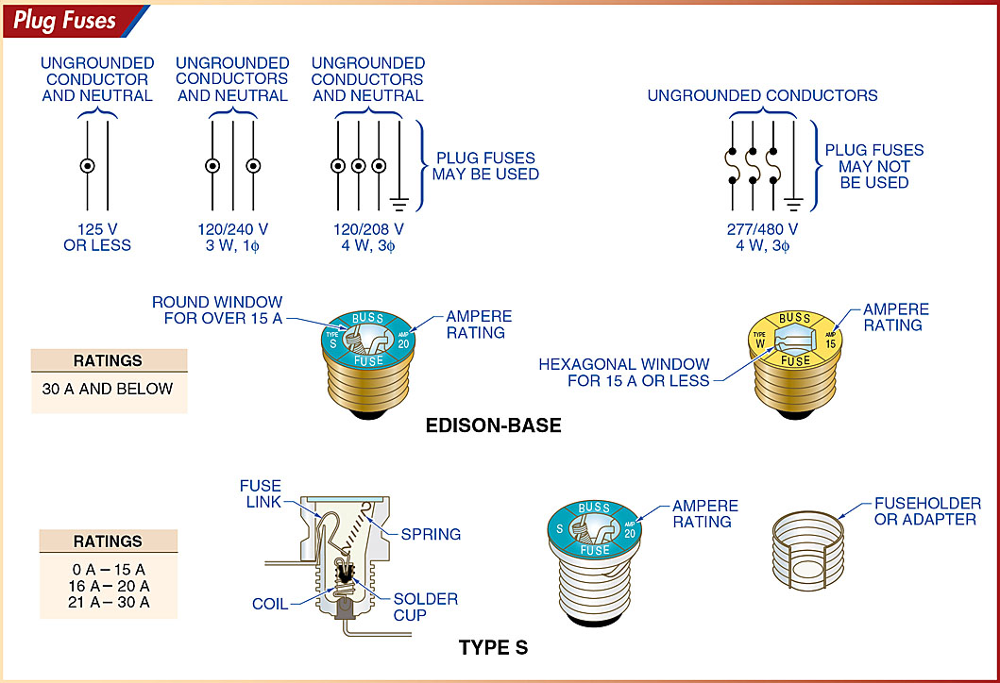 Plug Fuses
UNGROUNDED
CONDUCTOR
AND NEUTRAL
125 V
OR LESS
UNGROUNDED
CONDUCTORS
AND NEUTRAL
120/240 V
3 W, 1ϕ
UNGROUNDED
CONDUCTORS
AND NEUTRAL
120/208 V
4 W, 3ϕ
PLUG FUSES
MAY BE USED
UNGROUNDED CONDUCTORS
277/480 V
4 W, 3ϕ
PLUG FUSES
MAY NOT
BE USED
RATINGS
30 A AND BELOW
ROUND WINDOW
FOR OVER 15 A
BUSS
TYPE
S
AMP
20
FUSE
AMPERE
RATING
HEXAGONAL WINDOW
FOR 15 A OR LESS
BUSS
TYPE
W
AMP
15
FUSE
AMPERE
RATING
EDISON-BASE
RATINGS
0 A – 15 A
16 A – 20 A
21 A – 30 A
FUSE
LINK
SPRING
COIL
SOLDER
CUP
BUSS
S
AMP
20
FUSE
AMPERE
RATING
FUSEHOLDER
OR ADAPTER
TYPE S